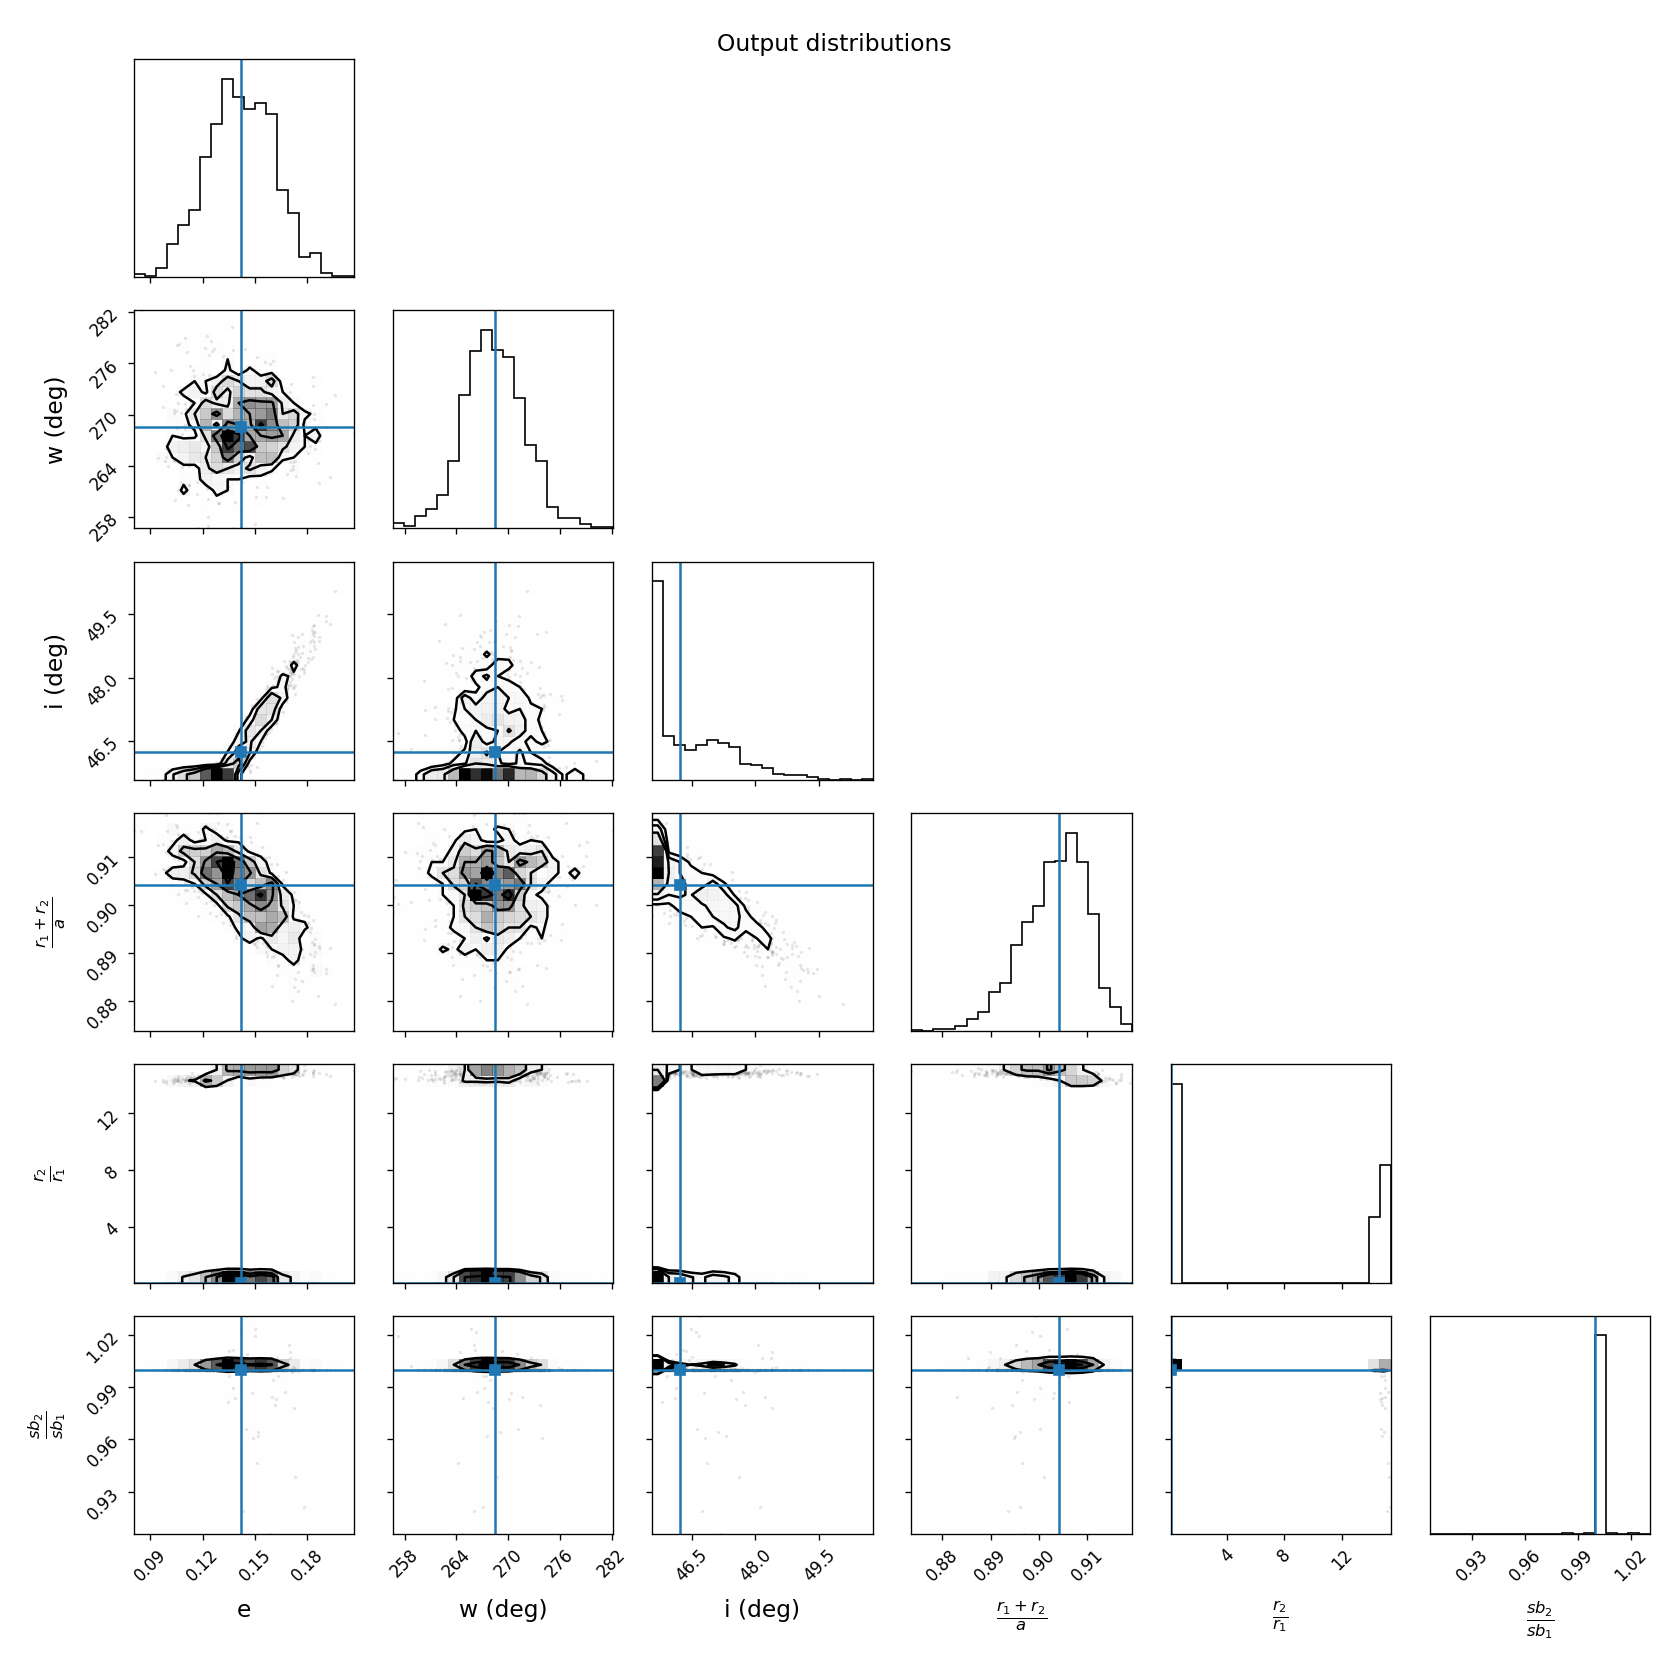 Output distributions
282
276
270
264
258
w (deg)
49.5
48.0
46.5
i (deg)
0.91
0.90
0.89
0.88
r₁ + r₂
a
12
8
4
r₂
r₁
1.02
0.99
0.96
0.93
sb₂
sb₁
0.09 0.12 0.15 0.18 258 264 270 276 282 46.5 48.0 49.5 0.88 0.89 0.90 0.91 4 8 12 0.93 0.96 0.99 1.02
e w (deg) i (deg) r₁ + r₂ r₂ sb₂
a r₁ sb₁